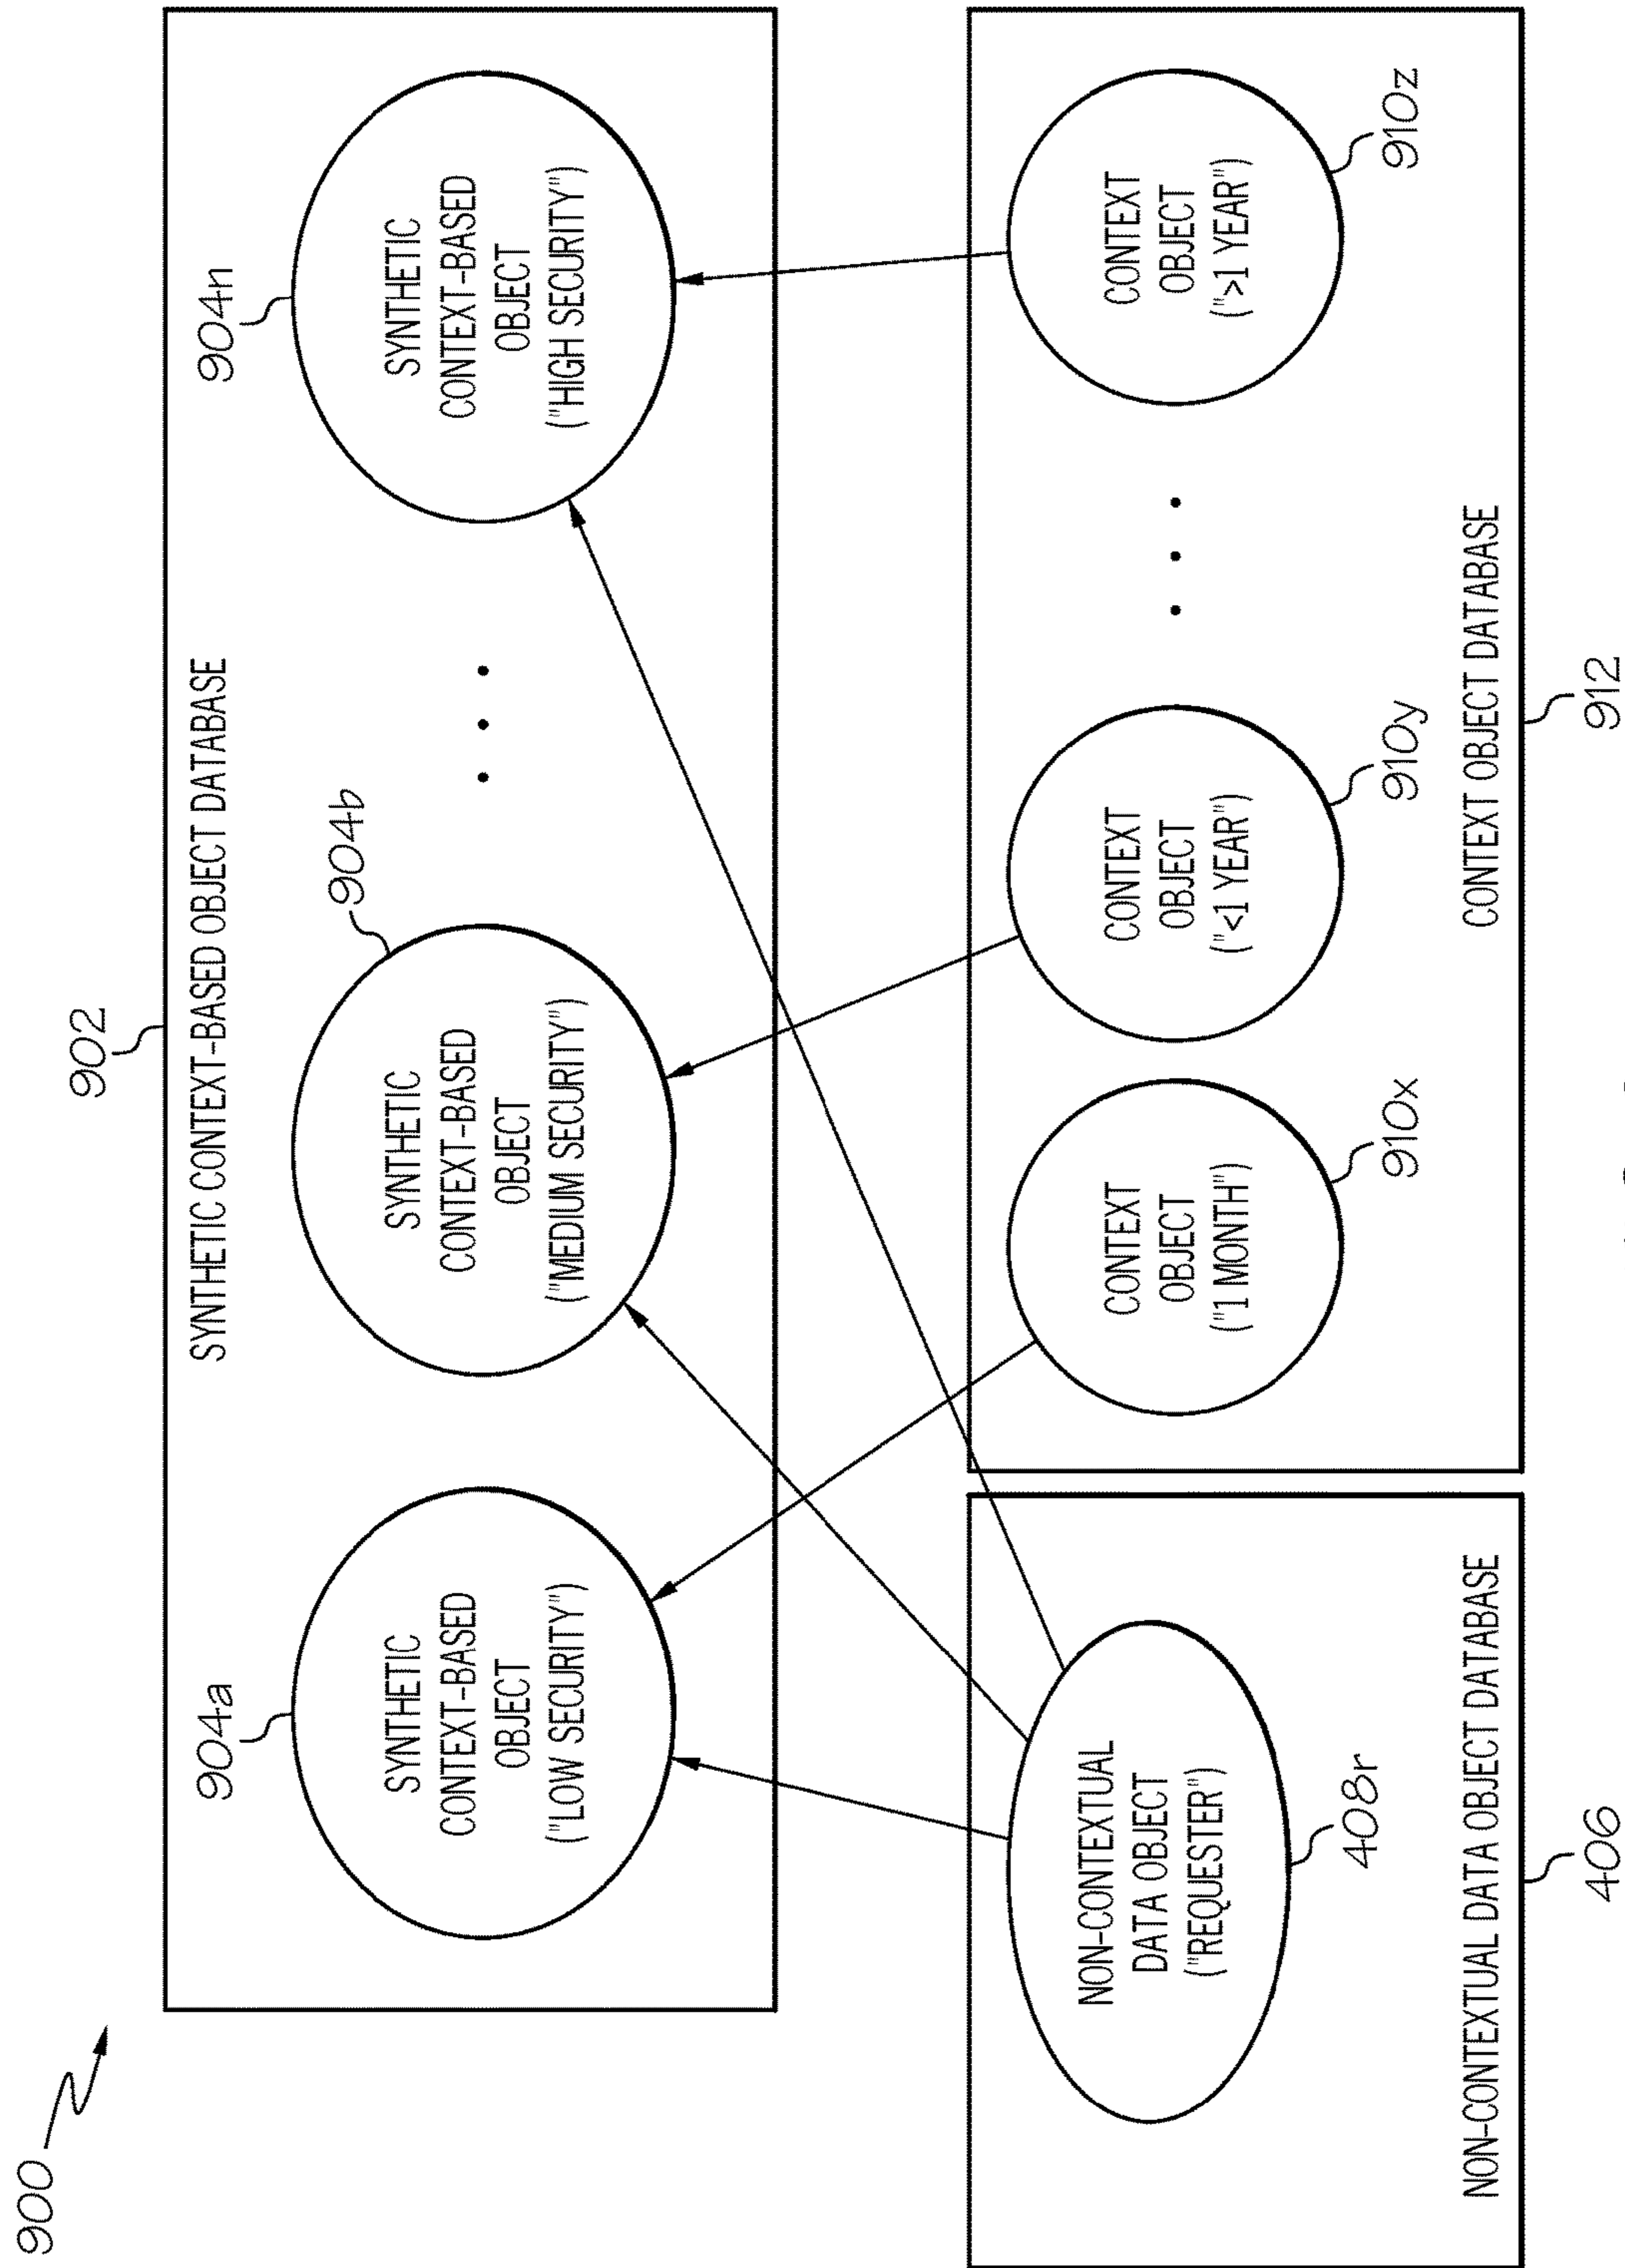 900
902
SYNTHETIC CONTEXT-BASED OBJECT DATABASE
904a
SYNTHETIC
CONTEXT-BASED
OBJECT
("LOW SECURITY")
904b
SYNTHETIC
CONTEXT-BASED
OBJECT
("MEDIUM SECURITY")
904n
SYNTHETIC
CONTEXT-BASED
OBJECT
("HIGH SECURITY")
NON-CONTEXTUAL
DATA OBJECT
("REQUESTER")
408r
NON-CONTEXTUAL DATA OBJECT DATABASE
406
CONTEXT
OBJECT
("1 MONTH")
910x
CONTEXT
OBJECT
("<1 YEAR")
910y
CONTEXT
OBJECT
(">1 YEAR")
910z
CONTEXT OBJECT DATABASE
912